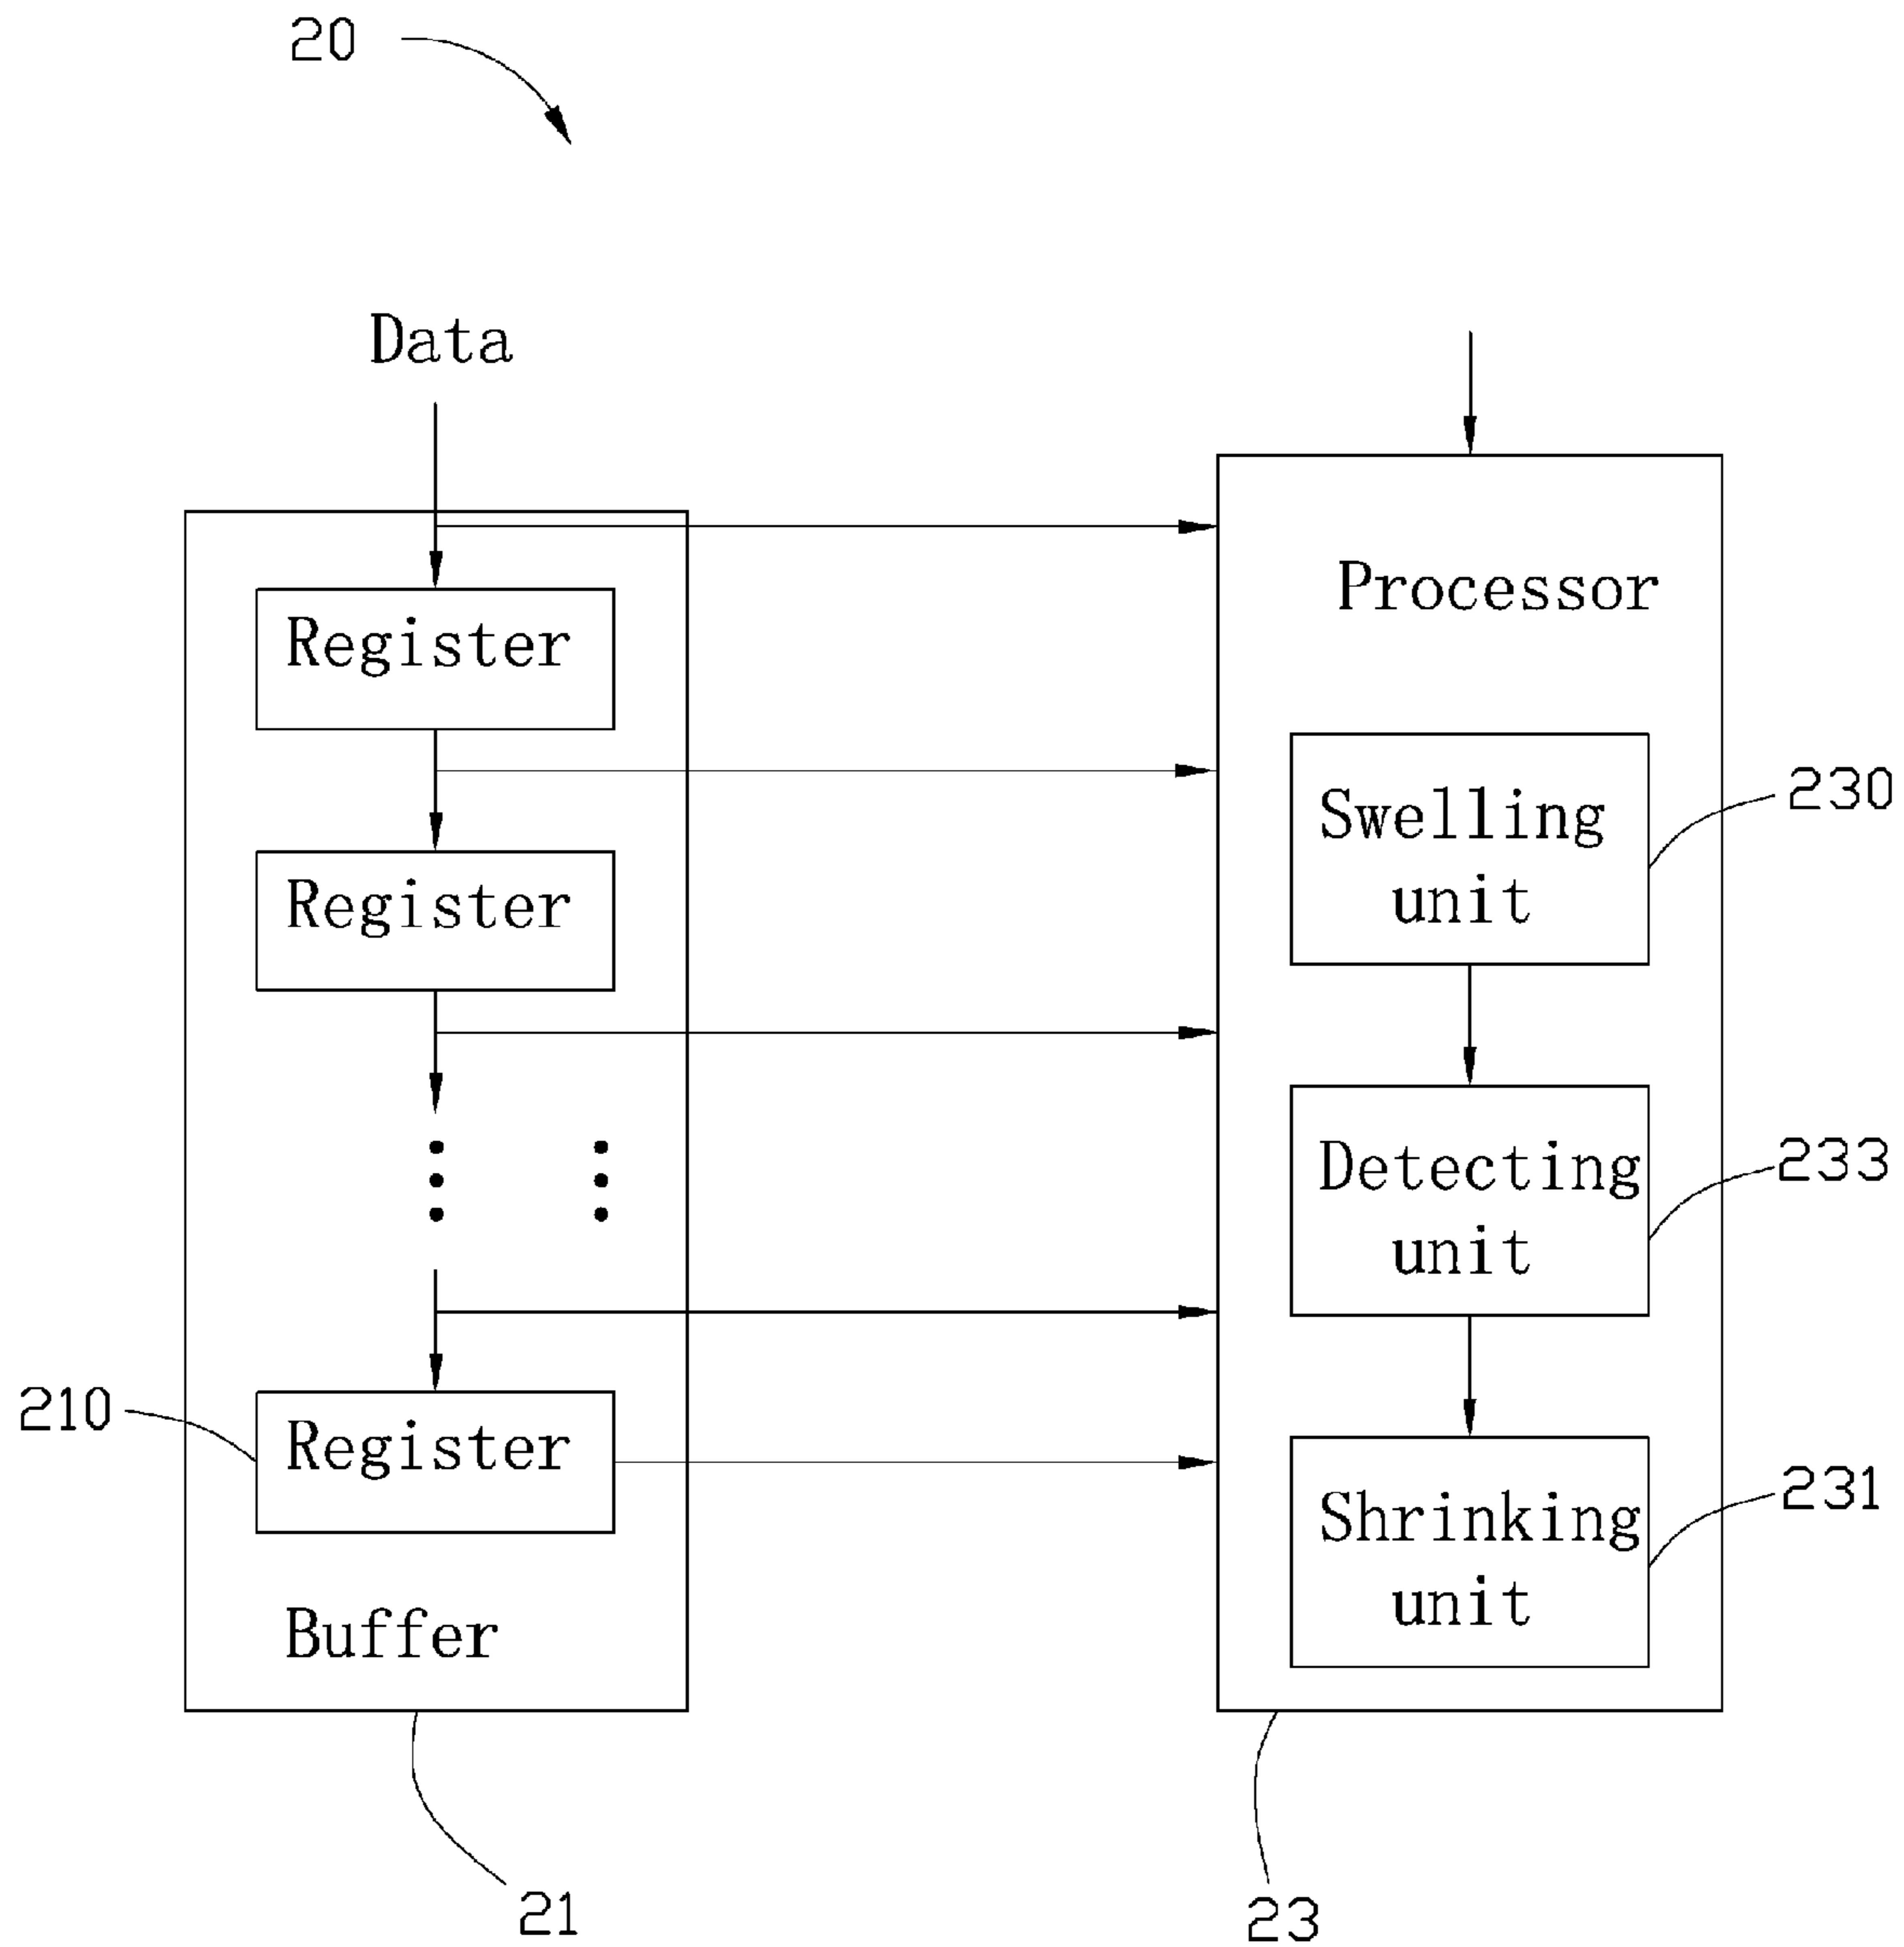 20
Data
Processor
Register
Swelling
unit
230
Register
Detecting
unit
233
210
Register
Shrinking
unit
231
Buffer
21
23